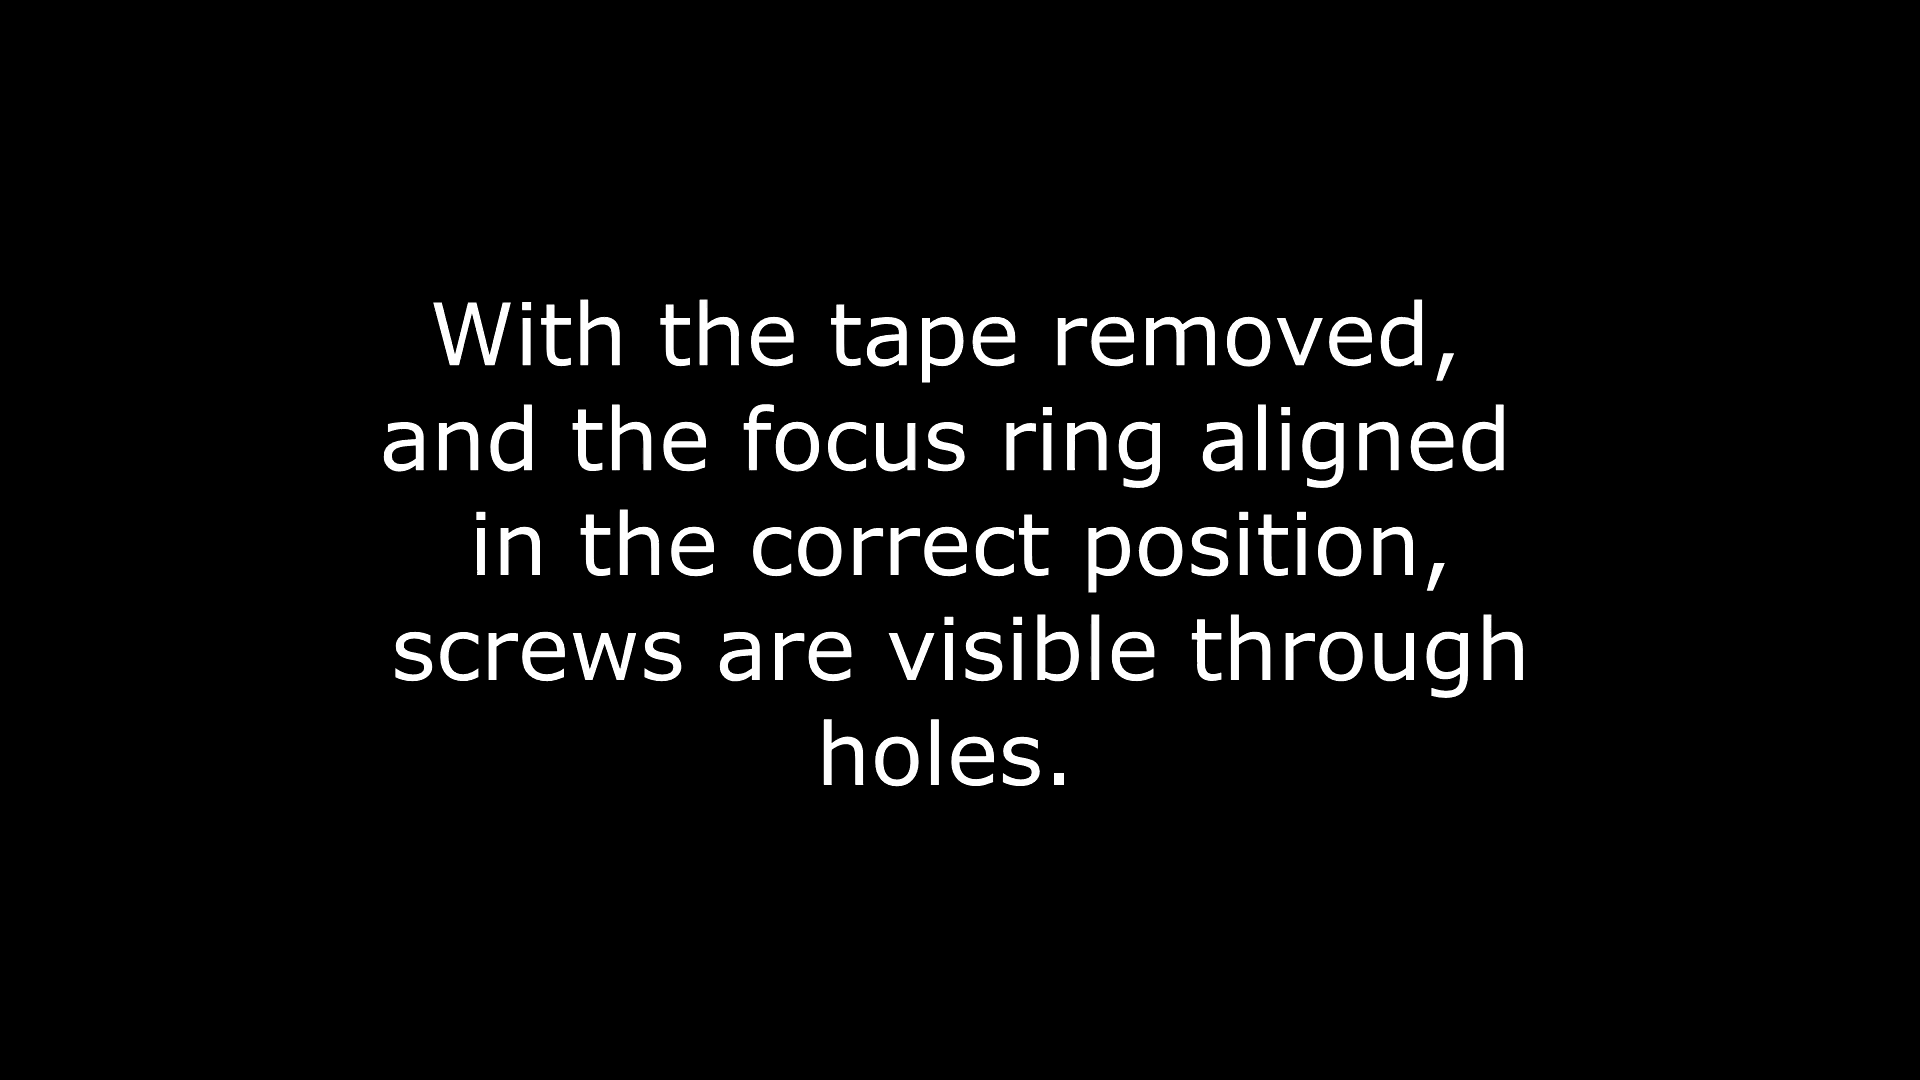 With the tape removed,
and the focus ring aligned
in the correct position,
screws are visible through
holes.